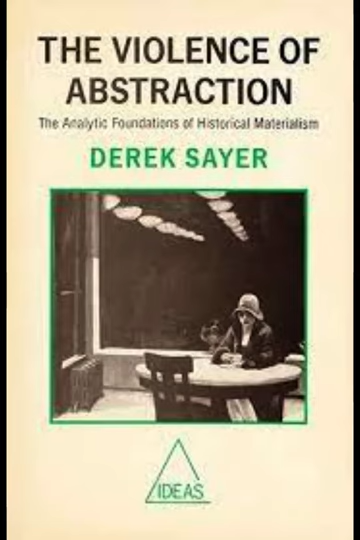 THE VIOLENCE OF
ABSTRACTION
The Analytic Foundations of Historical Materialism
DEREK SAYER
IDEAS